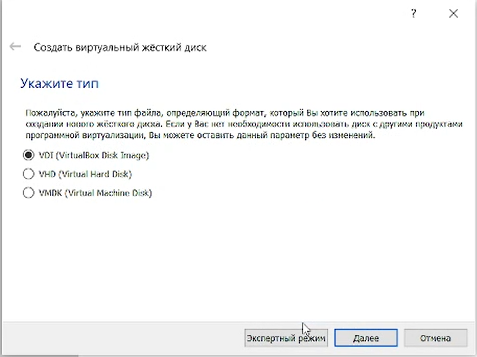 ?
Создать виртуальный жёсткий диск
Укажите тип
Пожалуйста, укажите тип файла, определяющий формат, который Вы хотите использовать при
создании нового жёсткого диска. Если у Вас нет необходимости использовать диск с другими продуктами
программной виртуализации, Вы можете оставить данный параметр без изменений.
VDI (VirtualBox Disk Image)
VHD (Virtual Hard Disk)
VMDK (Virtual Machine Disk)
Экспертный режим Далее Отмена